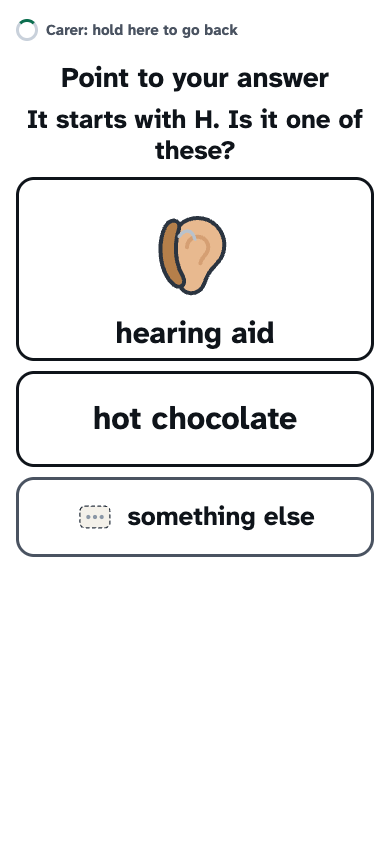 Carer: hold here to go back
Point to your answer
It starts with H. Is it one of
these?
hearing aid
hot chocolate
something else